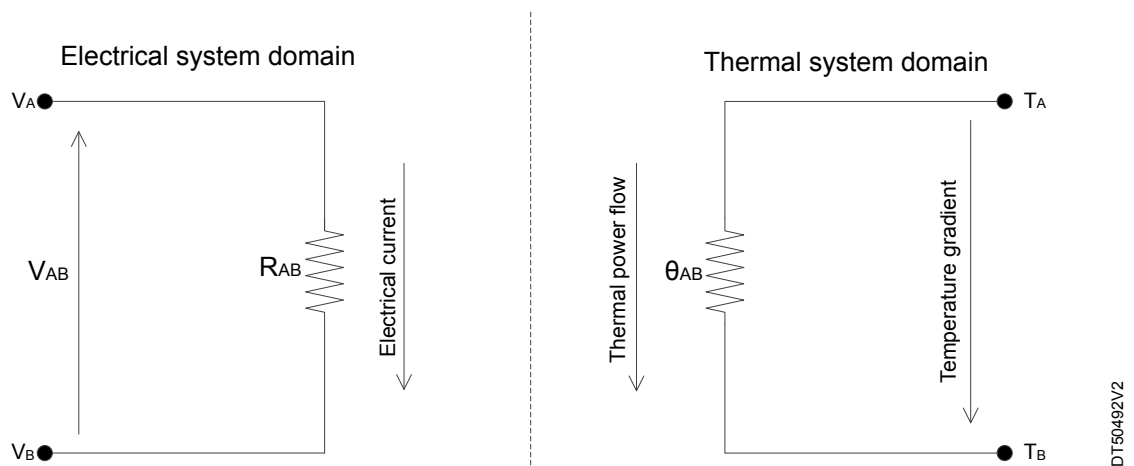 Electrical system domain
VA
VAB
RAB
Electrical current
VB
Thermal system domain
TA
Thermal power flow
θAB
Temperature gradient
TB
DT50492V2